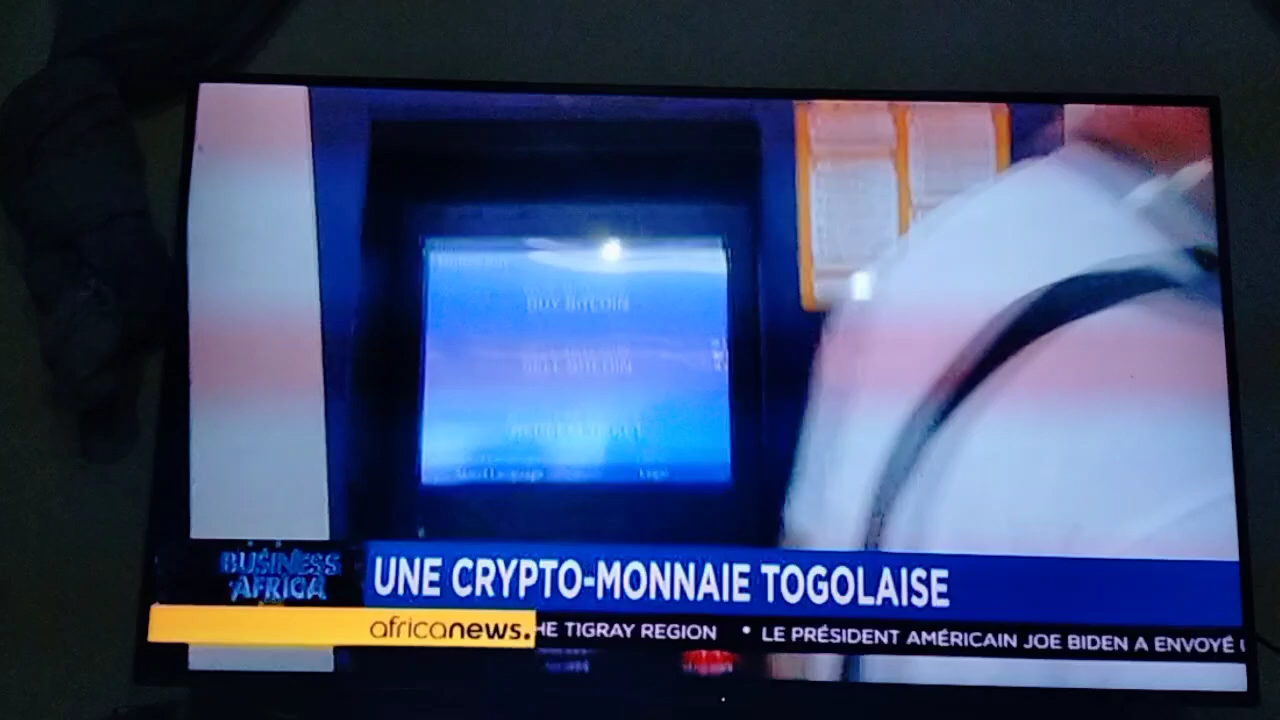 BUY BITCOIN
SELL BITCOIN
BUSINESS
AFRICA
UNE CRYPTO-MONNAIE TOGOLAISE
africanews.
HE TIGRAY REGION • LE PRÉSIDENT AMÉRICAIN JOE BIDEN A ENVOYÉ